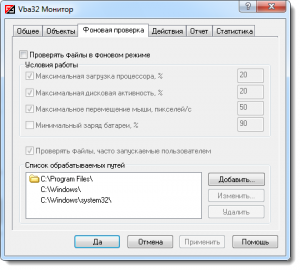 Vba32 Монитор
Общее Объекты Фоновая проверка Действия Отчет Статистика
Проверять файлы в фоновом режиме
Условия работы
Максимальная загрузка процессора, % 20
Максимальная дисковая активность, % 20
Максимальное перемещение мыши, пикселей/с 50
Минимальный заряд батареи, % 90
Проверять файлы, часто запускаемые пользователем
Список обрабатываемых путей
C:\Program Files\
C:\Windows\
C:\Windows\system32\
Добавить...
Изменить...
Удалить
Да Отмена Применить Помощь